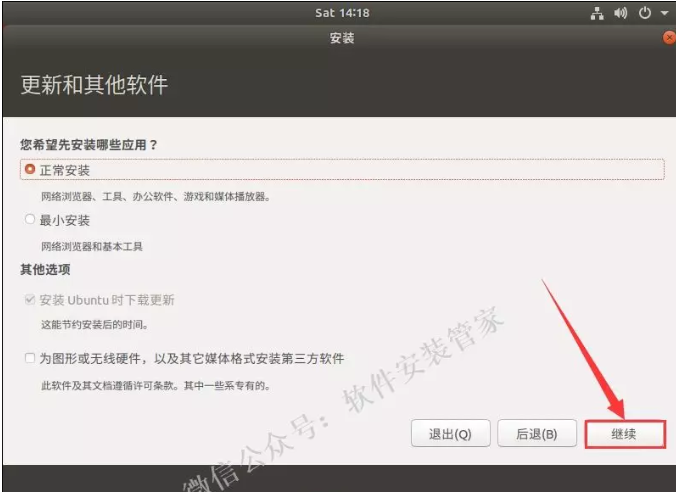 Sat 14:18
安装
更新和其他软件
您希望先安装哪些应用？
正常安装
网络浏览器、工具、办公软件、游戏和媒体播放器。
最小安装
网络浏览器和基本工具
其他选项
安装 Ubuntu 时下载更新
这能节约安装后的时间。
为图形或无线硬件，以及其它媒体格式安装第三方软件
此软件及其文档遵循许可条款。其中一些系专有的。
退出(Q)
后退(B)
继续
微信公众号：软件安装管家